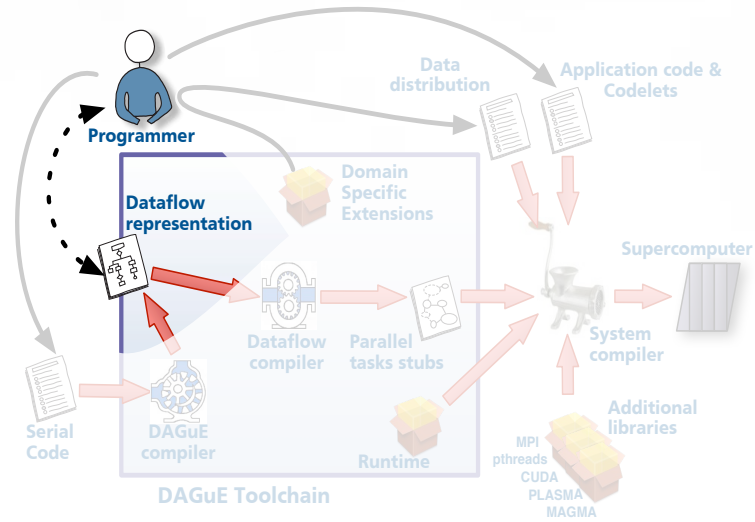 Data
distribution
Application code &
Codelets
Programmer
Domain
Specific
Extensions
Dataflow
representation
Supercomputer
Dataflow
compiler
Parallel
tasks stubs
System
compiler
Serial
Code
DAGuE
compiler
Runtime
Additional
libraries
MPI
pthreads
CUDA
PLASMA
MAGMA
DAGuE Toolchain